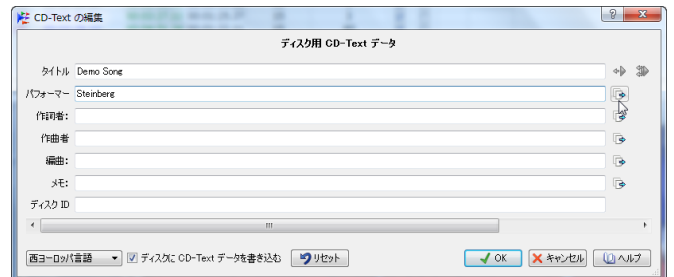 CD-Text の編集
ディスク用 CD-Text データ
タイトル Demo Song
パフォーマー Steinberg
作詞者:
作曲者
編曲:
メモ:
ディスク ID
西ヨーロッパ言語 ディスクに CD-Text データを書き込む リセット OK キャンセル ヘルプ